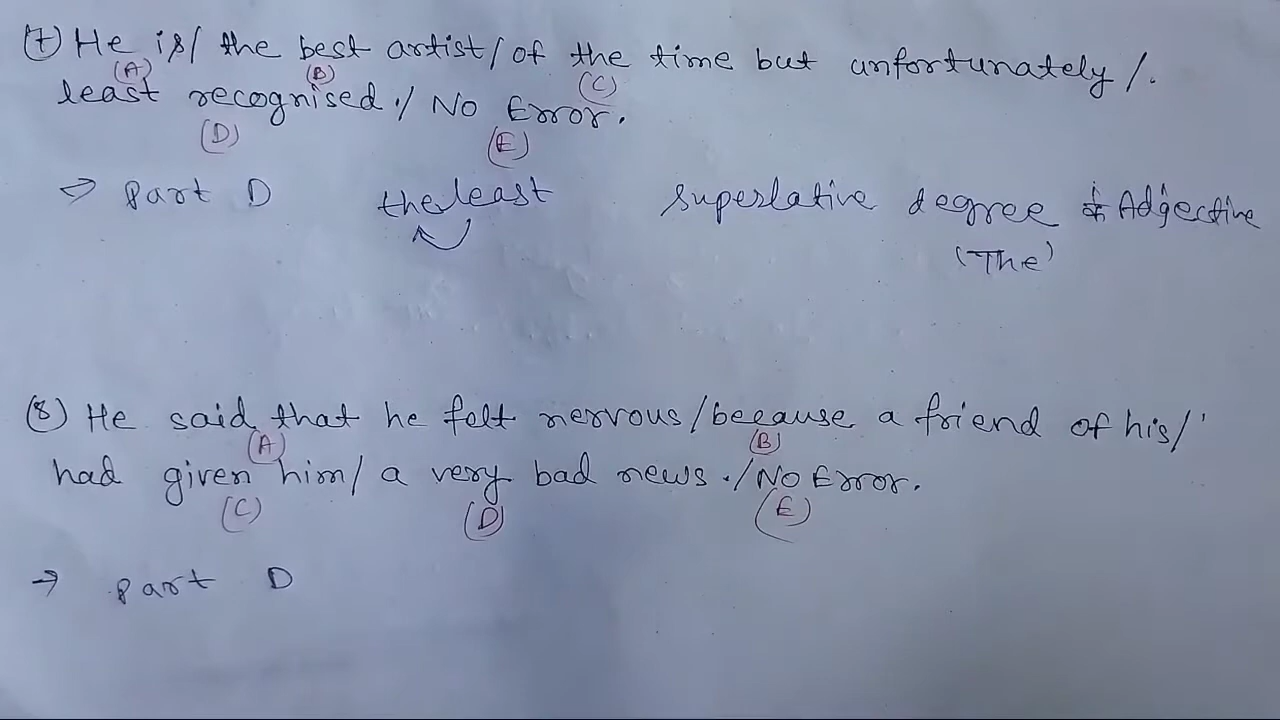 (7) He is/ the best artist/ of the time but unfortunately/.
(A) (B) (C)
least recognised./ No Error.
(D) (E)
⇒ Part D the least Superlative degree of Adjective
(The)
(8) He said that he felt nervous/because a friend of his/'
(A) (B)
had given him/ a very bad news ./No Error.
(C) (D) (E)
→ Part D